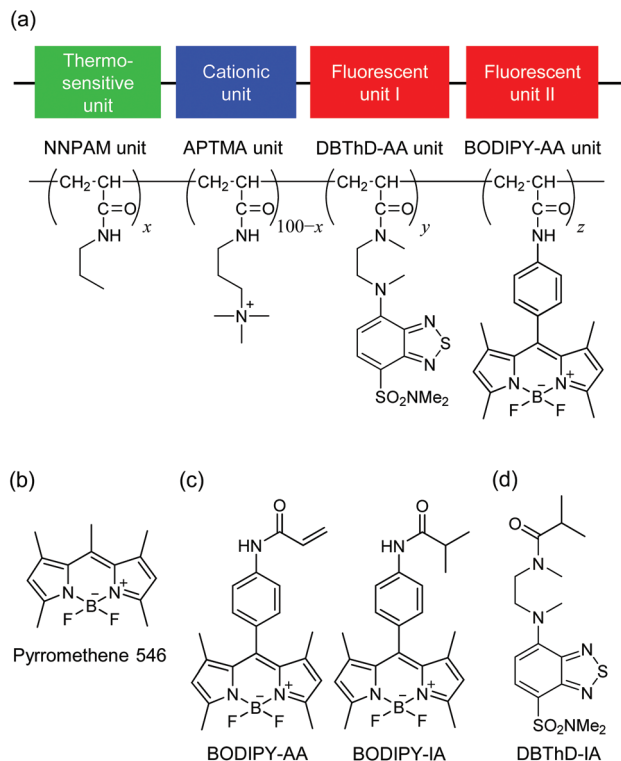 (a)
Thermo-
sensitive
unit
Cationic
unit
Fluorescent
unit I
Fluorescent
unit II
NNPAM unit APTMA unit DBThD-AA unit BODIPY-AA unit
CH2-CH CH2-CH CH2-CH CH2-CH
C=O C=O C=O C=O
NH x NH 100−x N y NH z
N
N+
N N
S
SO2NMe2
N N+
B−
F F
(b) (c) (d)
O
HN
O
HN
O
N
N
N N+
B−
F F
Pyrromethene 546
N N+
B−
F F
BODIPY-AA
N N+
B−
F F
BODIPY-IA
N N
S
SO2NMe2
DBThD-IA